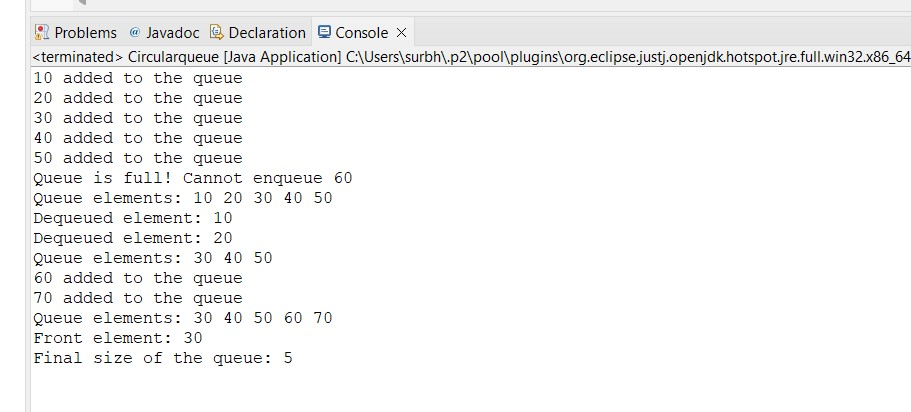 Problems @ Javadoc Declaration Console
<terminated> Circularqueue [Java Application] C:\Users\surbh\.p2\pool\plugins\org.eclipse.justj.openjdk.hotspot.jre.full.win32.x86_64
10 added to the queue
20 added to the queue
30 added to the queue
40 added to the queue
50 added to the queue
Queue is full! Cannot enqueue 60
Queue elements: 10 20 30 40 50
Dequeued element: 10
Dequeued element: 20
Queue elements: 30 40 50
60 added to the queue
70 added to the queue
Queue elements: 30 40 50 60 70
Front element: 30
Final size of the queue: 5